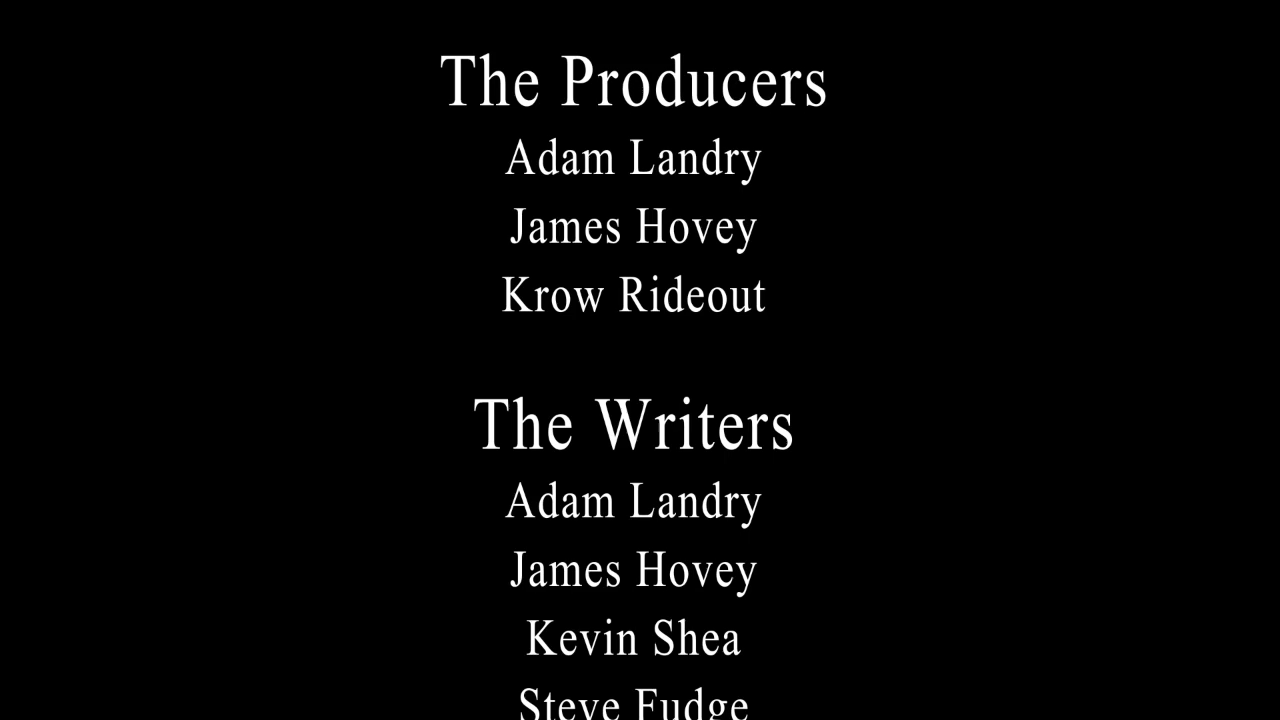 The Producers
Adam Landry
James Hovey
Krow Rideout
The Writers
Adam Landry
James Hovey
Kevin Shea
Steve Fudge